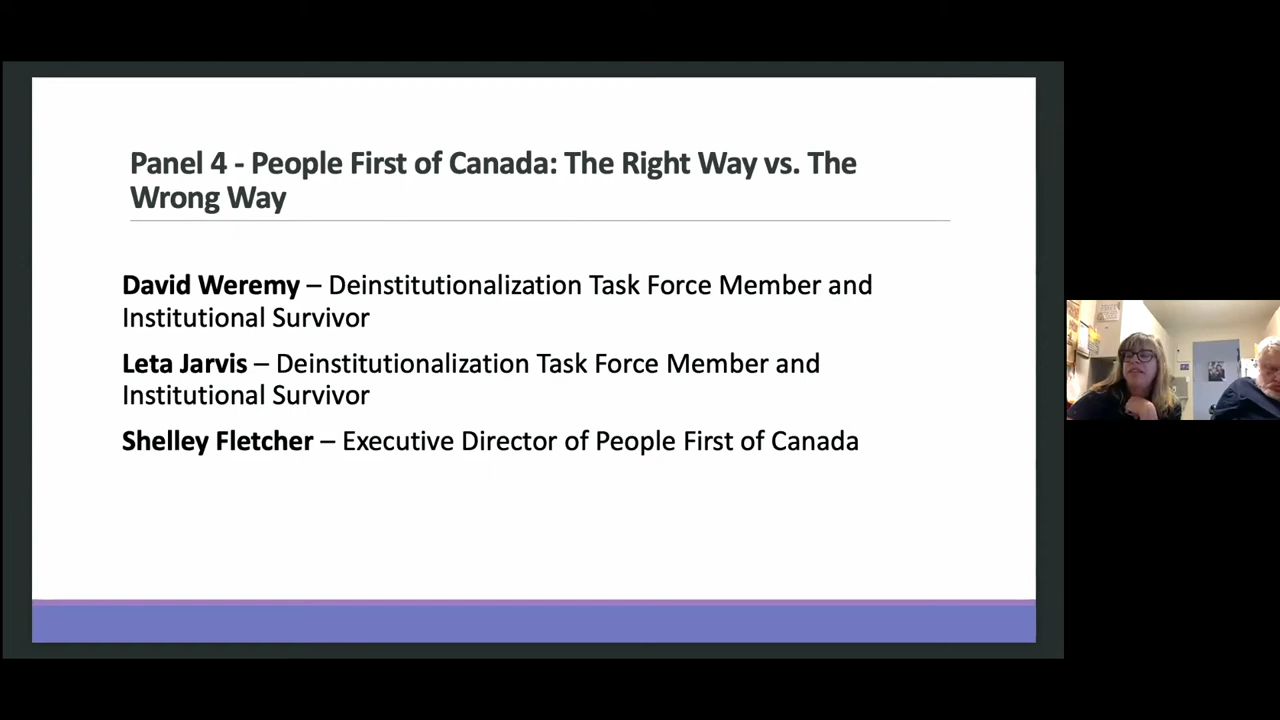 Panel 4 - People First of Canada: The Right Way vs. The
Wrong Way
David Weremy – Deinstitutionalization Task Force Member and
Institutional Survivor
Leta Jarvis – Deinstitutionalization Task Force Member and
Institutional Survivor
Shelley Fletcher – Executive Director of People First of Canada